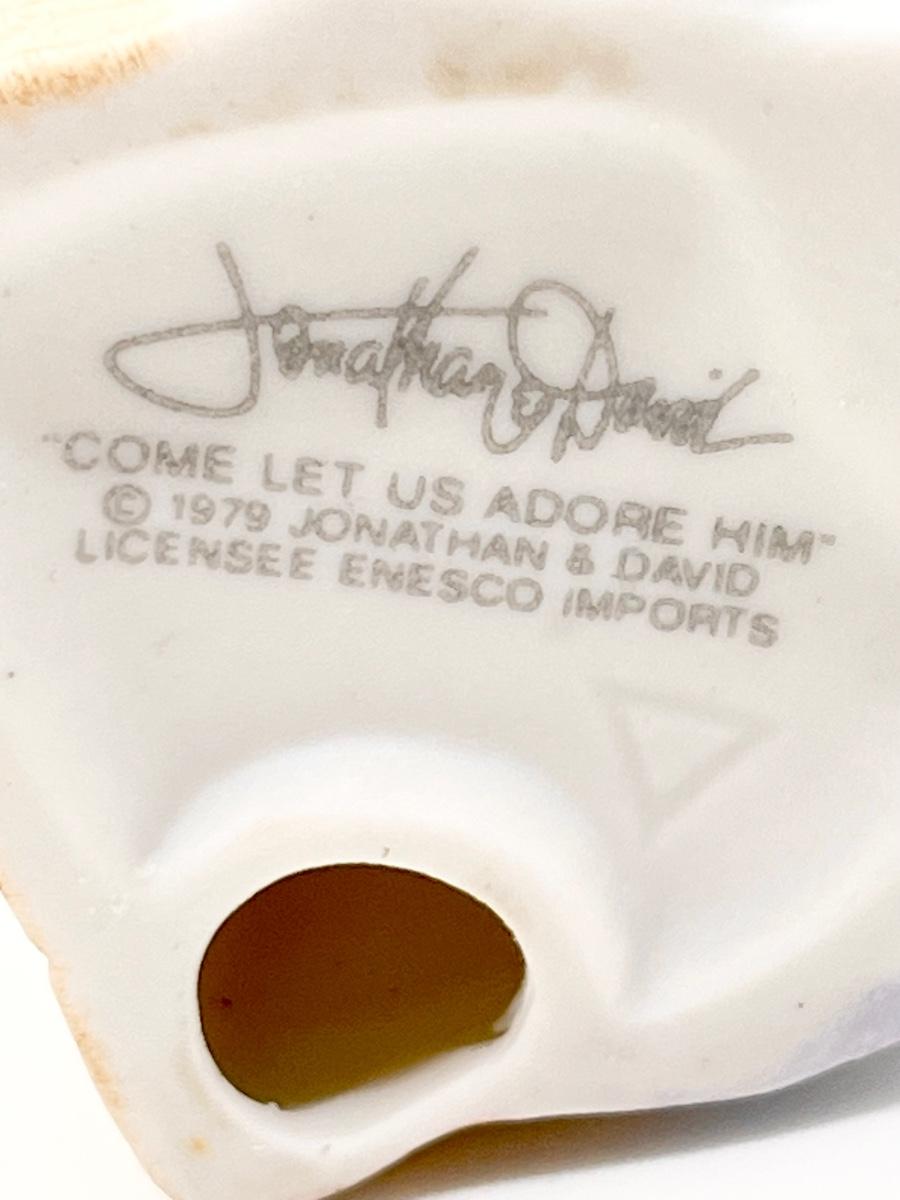 Jonathan & David
"COME LET US ADORE HIM"
© 1979 JONATHAN & DAVID
LICENSEE ENESCO IMPORTS